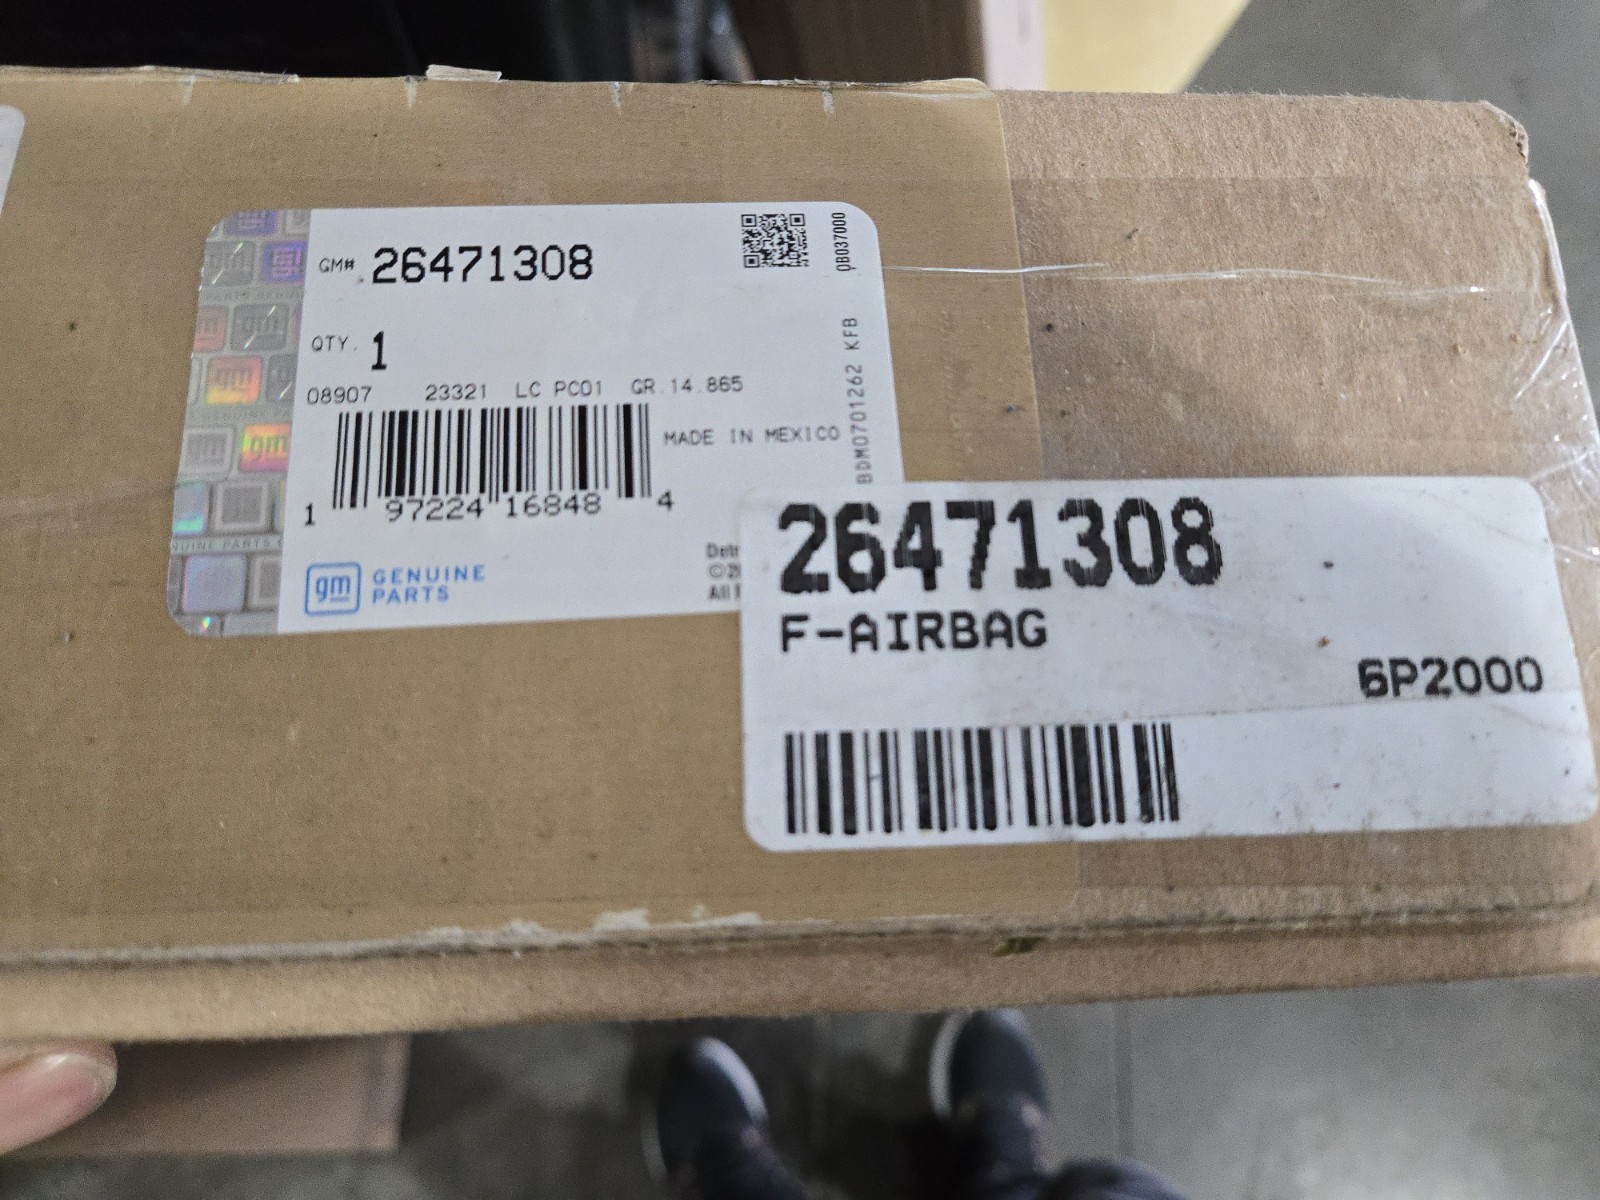 GM# 26471308
0B037000
QTY. 1
BDM0701262 KFB
08907 23321 LC PC01 GR.14.865
MADE IN MEXICO
1 97224 16848 4
gm GENUINE
PARTS
26471308
F-AIRBAG
6P2000